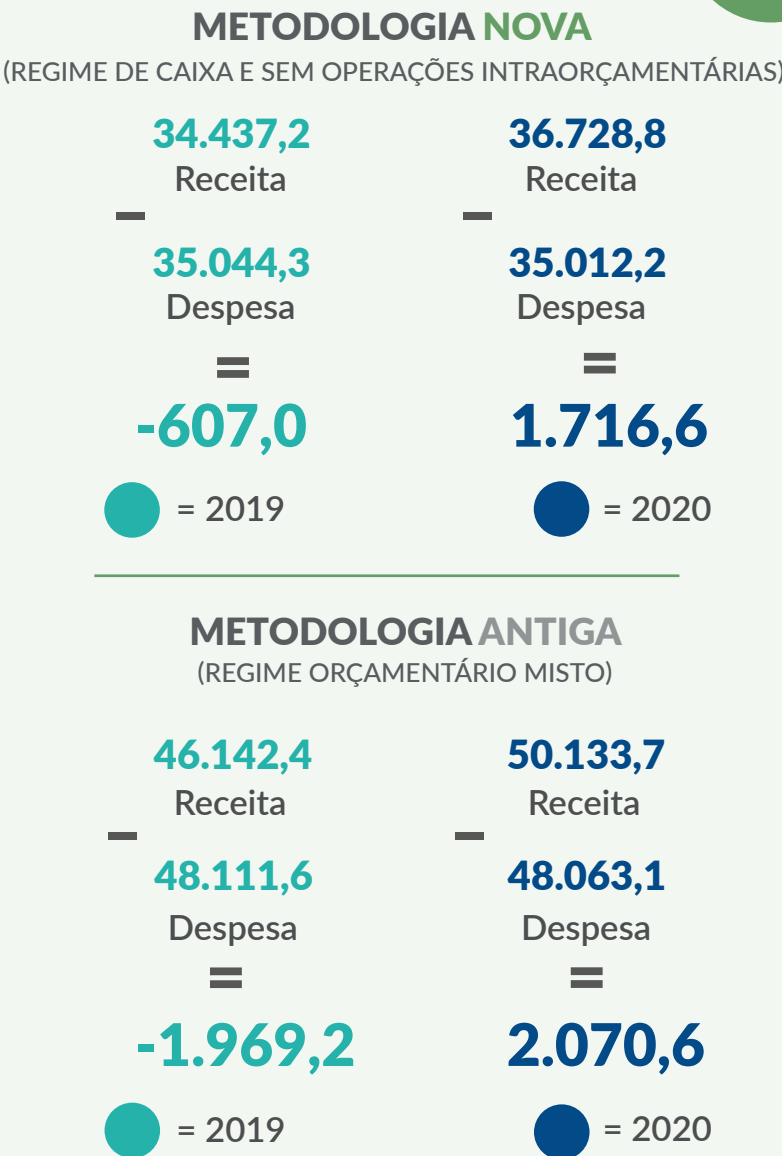 METODOLOGIA NOVA
(REGIME DE CAIXA E SEM OPERAÇÕES INTRAORÇAMENTÁRIAS)
34.437,2 36.728,8
Receita Receita
- -
35.044,3 35.012,2
Despesa Despesa
= =
-607,0 1.716,6
= 2019 = 2020
METODOLOGIA ANTIGA
(REGIME ORÇAMENTÁRIO MISTO)
46.142,4 50.133,7
Receita Receita
- -
48.111,6 48.063,1
Despesa Despesa
= =
-1.969,2 2.070,6
= 2019 = 2020